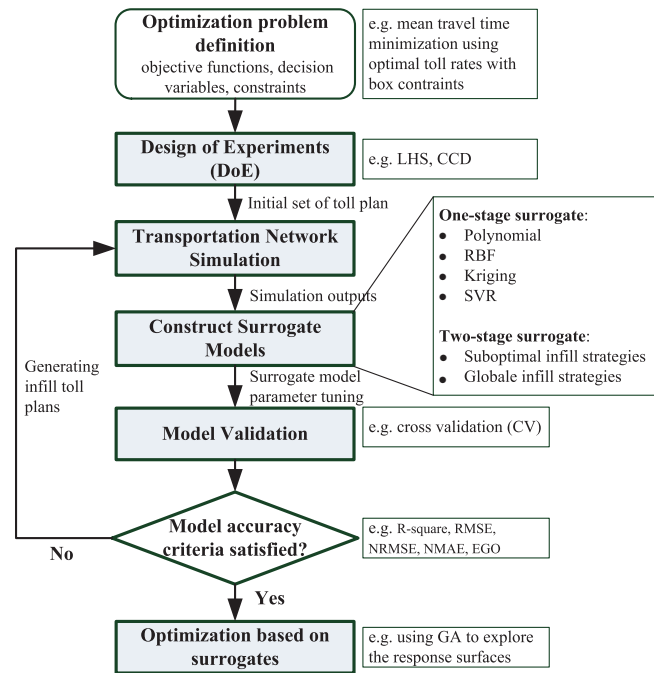 Optimization problem
definition
objective functions, decision
variables, constraints
e.g. mean travel time
minimization using
optimal toll rates with
box contraints
Design of Experiments
(DoE)
e.g. LHS, CCD
Initial set of toll plan
Transportation Network
Simulation
Simulation outputs
One-stage surrogate:
• Polynomial
• RBF
• Kriging
• SVR
Two-stage surrogate:
• Suboptimal infill strategies
• Globale infill strategies
Construct Surrogate
Models
Generating
infill toll
plans
Surrogate model
parameter tuning
Model Validation
e.g. cross validation (CV)
Model accuracy
criteria satisfied?
e.g. R-square, RMSE,
NRMSE, NMAE, EGO
No
Yes
Optimization based on
surrogates
e.g. using GA to explore
the response surfaces